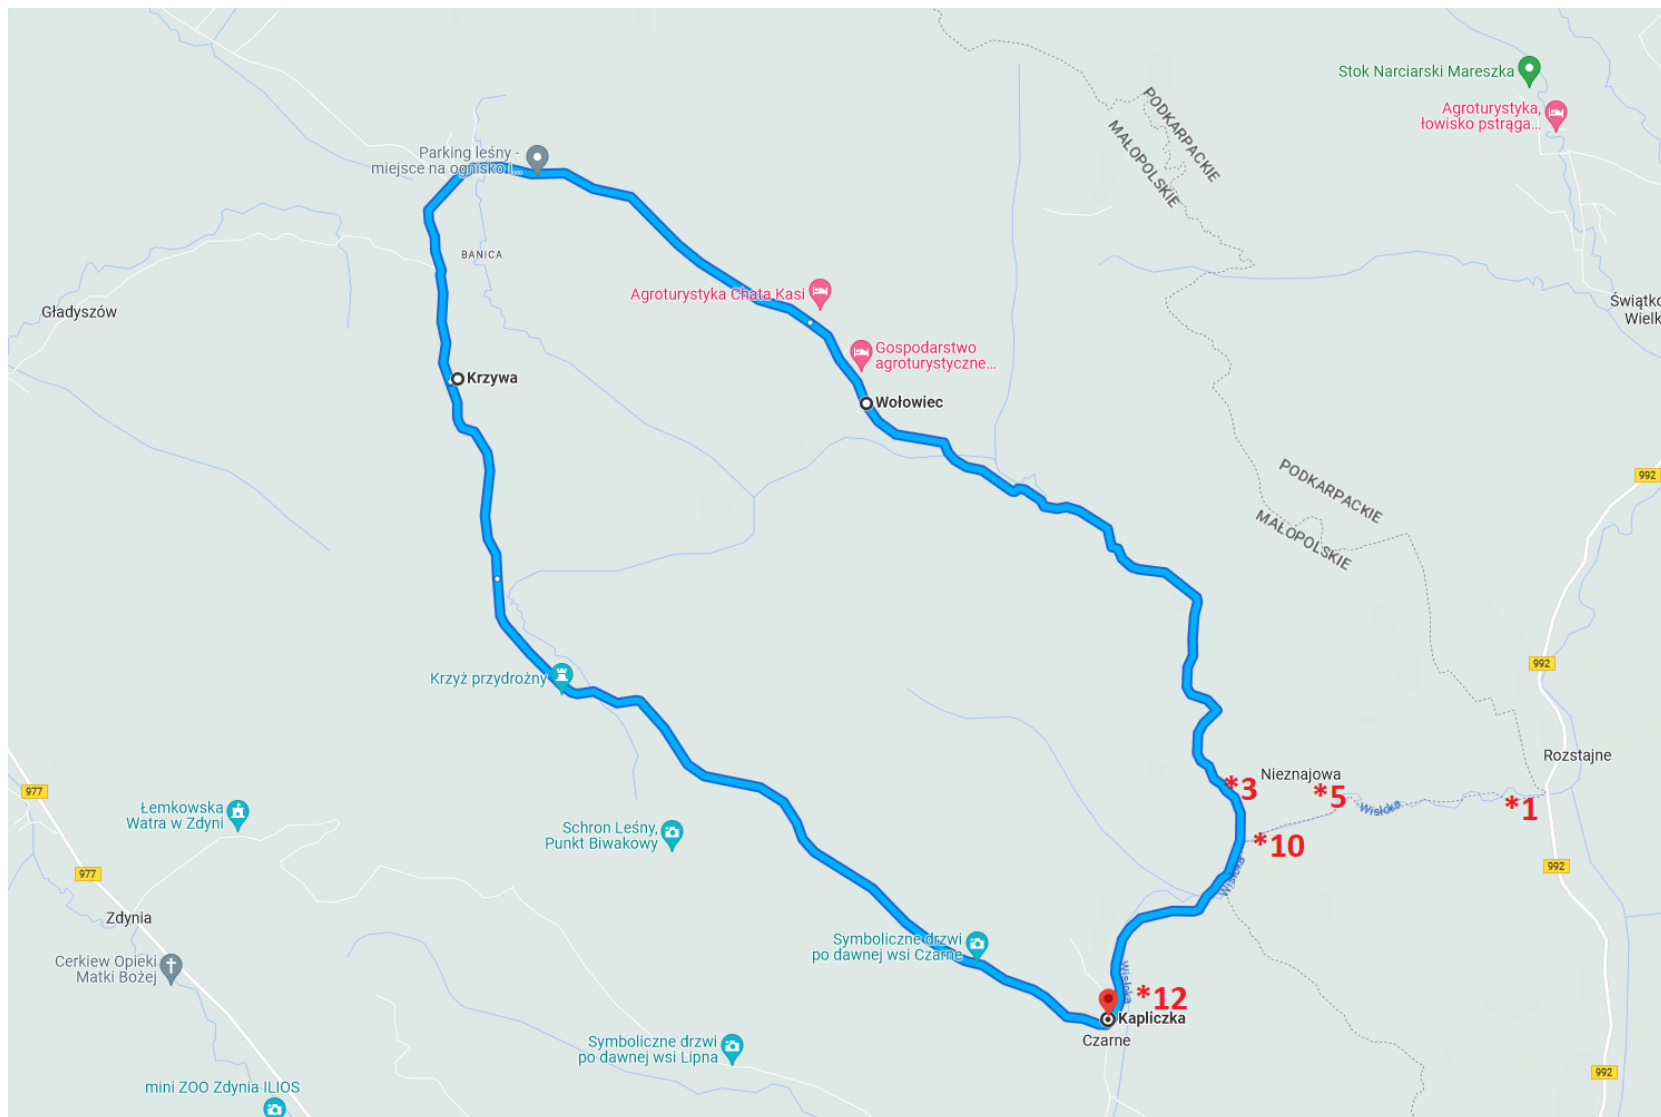 Stok Narciarski Mareszka
Agroturystyka,
łowisko pstrąga...
PODKARPACKIE
MAŁOPOLSKIE
Parking leśny -
miejsce na ognisko i...
BANICA
Agroturystyka Chata Kasi
Gładyszów
Świątko
Wielk
Gospodarstwo
agroturystyczne...
Krzywa
Wołowiec
PODKARPACKIE
MAŁOPOLSKIE
992
992
Krzyż przydrożny
Rozstajne
Nieznajowa
*3
*5
*1
Wisłoka
977
Łemkowska
Watra w Zdyni
Schron Leśny,
Punkt Biwakowy
*10
Wisłoka
992
977
Zdynia
Symboliczne drzwi
po dawnej wsi Czarne
Cerkiew Opieki
Matki Bożej
Wisłoka
*12
Kapliczka
Czarne
Symboliczne drzwi
po dawnej wsi Lipna
992
mini ZOO Zdynia ILIOS